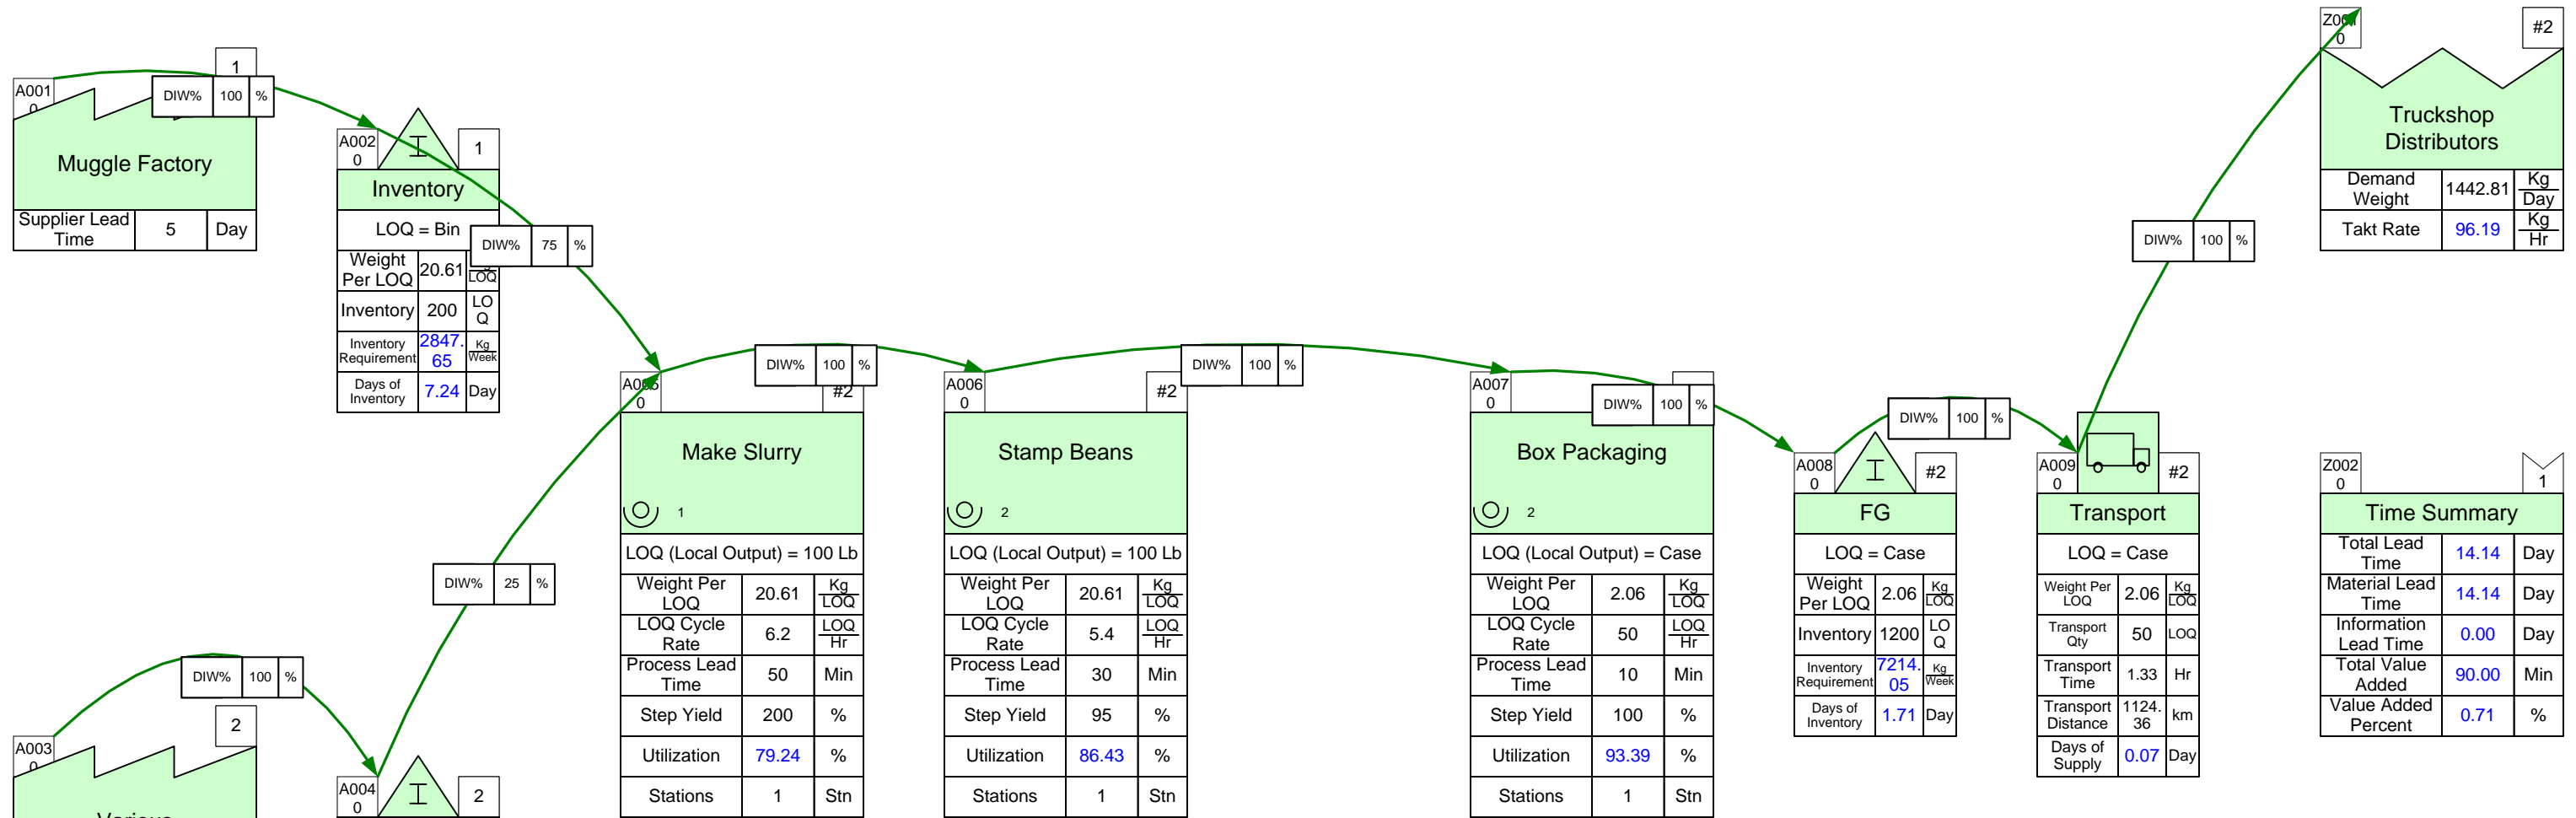 A001
1
DIW% 100 %
Muggle Factory
Supplier Lead Time 5 Day
A002
0
I
1
Inventory
LOQ = Bin
Weight Per LOQ 20.61 LOQ
Inventory 200 LOQ
Inventory Requirement 2847.65 Kg Week
Days of Inventory 7.24 Day
DIW% 75 %
A003
2
DIW% 100 %
A004
0
I
2
DIW% 25 %
0
#2
Make Slurry
1
LOQ (Local Output) = 100 Lb
Weight Per LOQ 20.61 Kg LOQ
LOQ Cycle Rate 6.2 LOQ Hr
Process Lead Time 50 Min
Step Yield 200 %
Utilization 79.24 %
Stations 1 Stn
DIW% 100 %
A006
0
#2
Stamp Beans
2
LOQ (Local Output) = 100 Lb
Weight Per LOQ 20.61 Kg LOQ
LOQ Cycle Rate 5.4 LOQ Hr
Process Lead Time 30 Min
Step Yield 95 %
Utilization 86.43 %
Stations 1 Stn
DIW% 100 %
A007
0
Box Packaging
2
LOQ (Local Output) = Case
Weight Per LOQ 2.06 Kg LOQ
LOQ Cycle Rate 50 LOQ Hr
Process Lead Time 10 Min
Step Yield 100 %
Utilization 93.39 %
Stations 1 Stn
DIW% 100 %
A008
0
I
#2
FG
LOQ = Case
Weight Per LOQ 2.06 Kg LOQ
Inventory 1200 LOQ
Inventory Requirement 7214.05 Kg Week
Days of Inventory 1.71 Day
DIW% 100 %
A009
0
#2
Transport
LOQ = Case
Weight Per LOQ 2.06 Kg LOQ
Transport Qty 50 LOQ
Transport Time 1.33 Hr
Transport Distance 1124.36 km
Days of Supply 0.07 Day
DIW% 100 %
0
#2
Truckshop
Distributors
Demand Weight 1442.81 Kg Day
Takt Rate 96.19 Kg Hr
Z002
0
1
Time Summary
Total Lead Time 14.14 Day
Material Lead Time 14.14 Day
Information Lead Time 0.00 Day
Total Value Added 90.00 Min
Value Added Percent 0.71 %